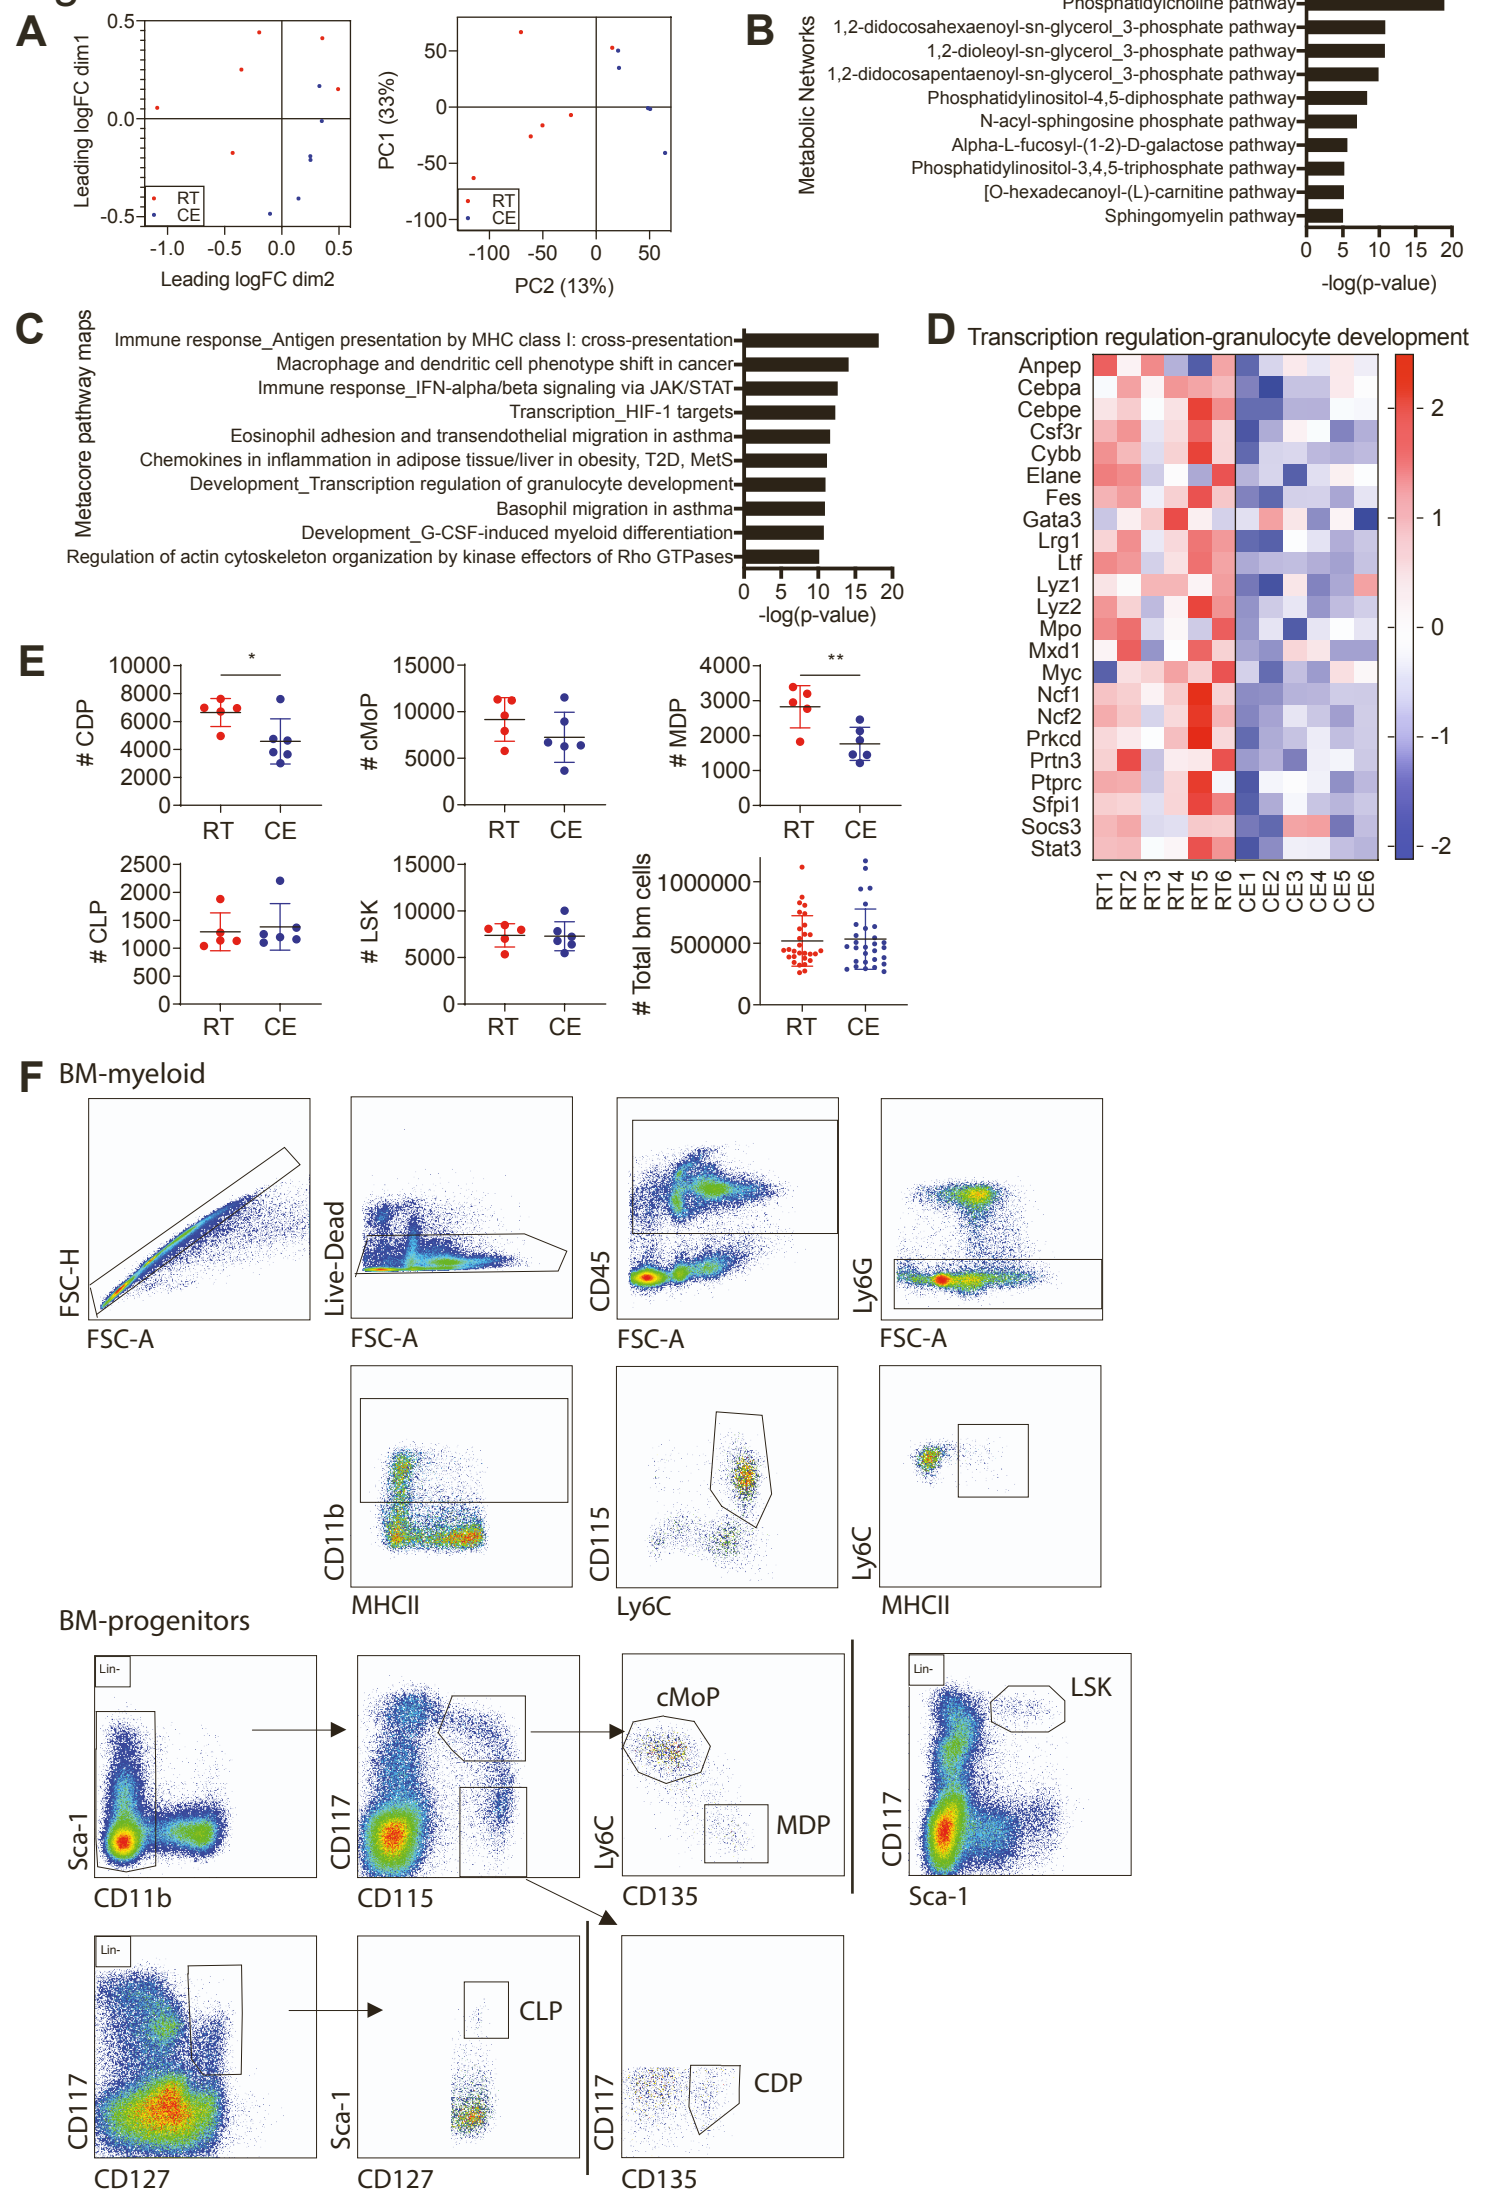 A
Leading logFC dim1
0.5
0.0
-0.5
RT
CE
-1.0 -0.5 0.0 0.5
Leading logFC dim2
PC1 (33%)
50
0
-50
-100
RT
CE
-100 -50 0 50
PC2 (13%)
B
Metabolic Networks
Phosphatidylcholine pathway
1,2-didocosahexaenoyl-sn-glycerol_3-phosphate pathway
1,2-dioleoyl-sn-glycerol_3-phosphate pathway
1,2-didocosapentaenoyl-sn-glycerol_3-phosphate pathway
Phosphatidylinositol-4,5-diphosphate pathway
N-acyl-sphingosine phosphate pathway
Alpha-L-fucosyl-(1-2)-D-galactose pathway
Phosphatidylinositol-3,4,5-triphosphate pathway
[O-hexadecanoyl-(L)-carnitine pathway
Sphingomyelin pathway
0 5 10 15 20
-log(p-value)
C
Metacore pathway maps
Immune response_Antigen presentation by MHC class I: cross-presentation
Macrophage and dendritic cell phenotype shift in cancer
Immune response_IFN-alpha/beta signaling via JAK/STAT
Transcription_HIF-1 targets
Eosinophil adhesion and transendothelial migration in asthma
Chemokines in inflammation in adipose tissue/liver in obesity, T2D, MetS
Development_Transcription regulation of granulocyte development
Basophil migration in asthma
Development_G-CSF-induced myeloid differentiation
Regulation of actin cytoskeleton organization by kinase effectors of Rho GTPases
0 5 10 15 20
-log(p-value)
D
Transcription regulation-granulocyte development
Anpep
Cebpa
Cebpe
Csf3r
Cybb
Elane
Fes
Gata3
Lrg1
Ltf
Lyz1
Lyz2
Mpo
Mxd1
Myc
Ncf1
Ncf2
Prkcd
Prtn3
Ptprc
Sfpi1
Socs3
Stat3
RT1 RT2 RT3 RT4 RT5 RT6 CE1 CE2 CE3 CE4 CE5 CE6
2
1
0
-1
-2
E
# CDP
10000
8000
6000
4000
2000
0
*
RT CE
# cMoP
15000
10000
5000
0
RT CE
# MDP
4000
3000
2000
1000
0
**
RT CE
# CLP
2500
2000
1500
1000
500
0
RT CE
# LSK
15000
10000
5000
0
RT CE
# Total bm cells
1000000
500000
0
RT CE
F
BM-myeloid
FSC-H
FSC-A
Live-Dead
FSC-A
CD45
FSC-A
Ly6G
FSC-A
CD11b
MHCII
CD115
Ly6C
Ly6C
MHCII
BM-progenitors
Lin-
Sca-1
CD11b
CD117
CD115
cMoP
MDP
Ly6C
CD135
Lin-
LSK
CD117
Sca-1
Lin-
CD117
CD127
CLP
Sca-1
CD127
CDP
CD117
CD135